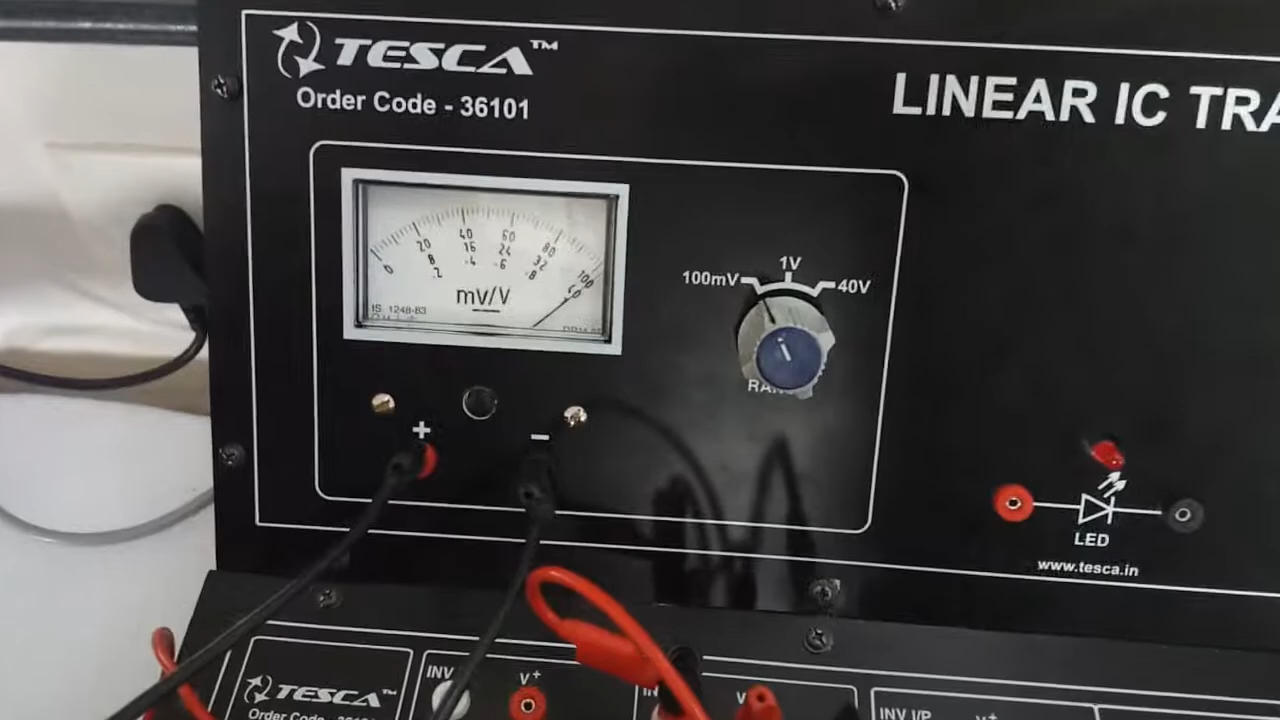 TESCA™
Order Code - 36101
LINEAR IC TRA
0 20 40 60 80 100
8 16 24 32 40
.2 .4 .6 .8
mV/V
IS 1248-83
100mV 1V 40V
+ -
LED
www.tesca.in
TESCA™
Order Code - 361
INV
V+
IN
V
INV I/P
V+